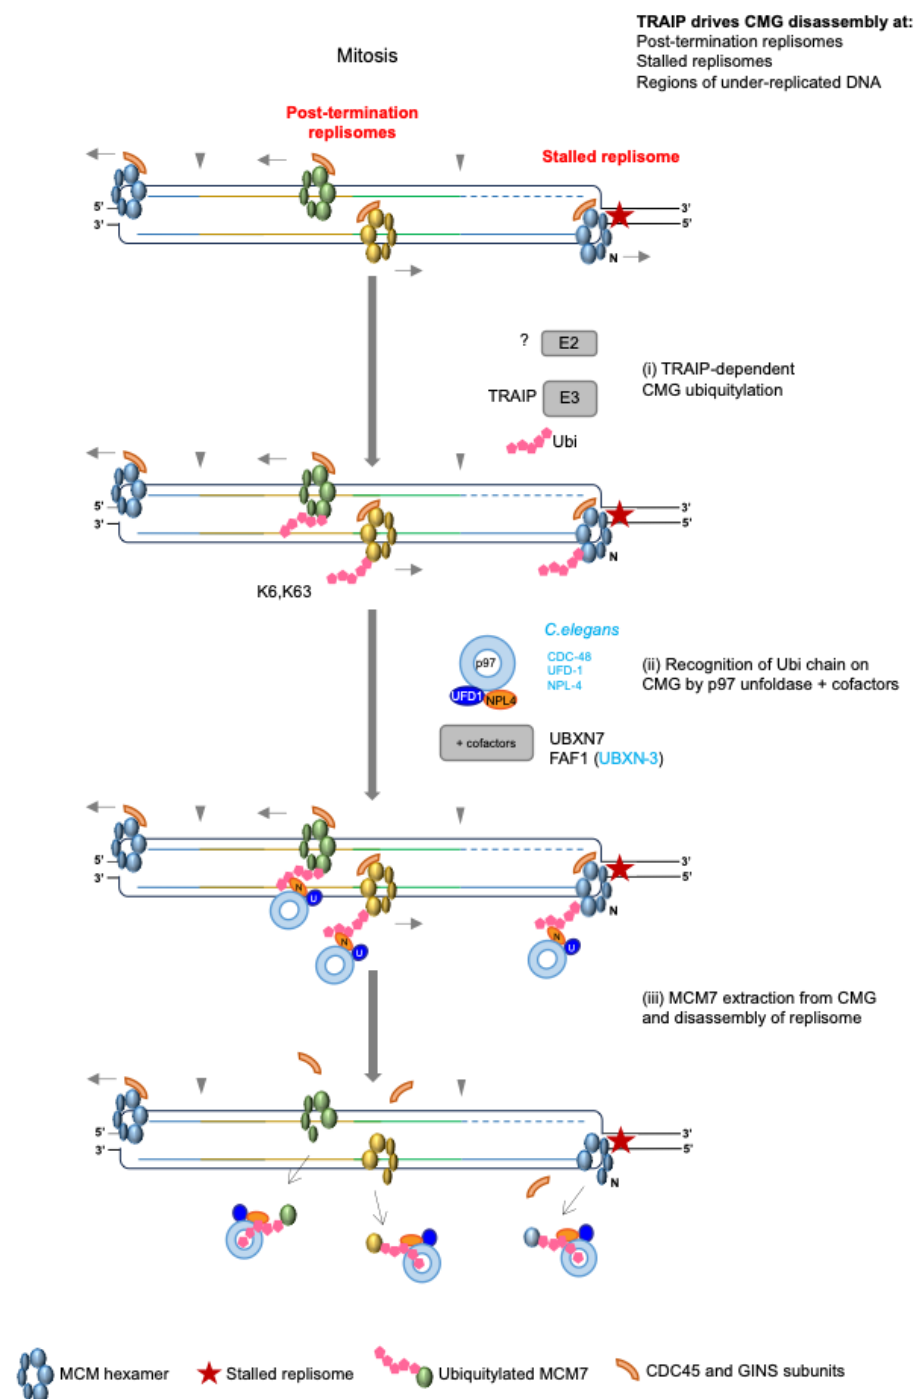 TRAIP drives CMG disassembly at:
Post-termination replisomes
Stalled replisomes
Regions of under-replicated DNA
Mitosis
Post-termination
replisomes
Stalled replisome
5'
3'
3'
5'
N
?
E2
TRAIP
E3
Ubi
(i) TRAIP-dependent
CMG ubiquitylation
5'
3'
3'
5'
N
K6,K63
p97
UFD1
NPL4
C.elegans
CDC-48
UFD-1
NPL-4
+ cofactors
UBXN7
FAF1 (UBXN-3)
(ii) Recognition of Ubi chain on
CMG by p97 unfoldase + cofactors
5'
3'
3'
5'
N
N
U
N
U
N
U
(iii) MCM7 extraction from CMG
and disassembly of replisome
5'
3'
3'
5'
N
MCM hexamer
Stalled replisome
Ubiquitylated MCM7
CDC45 and GINS subunits